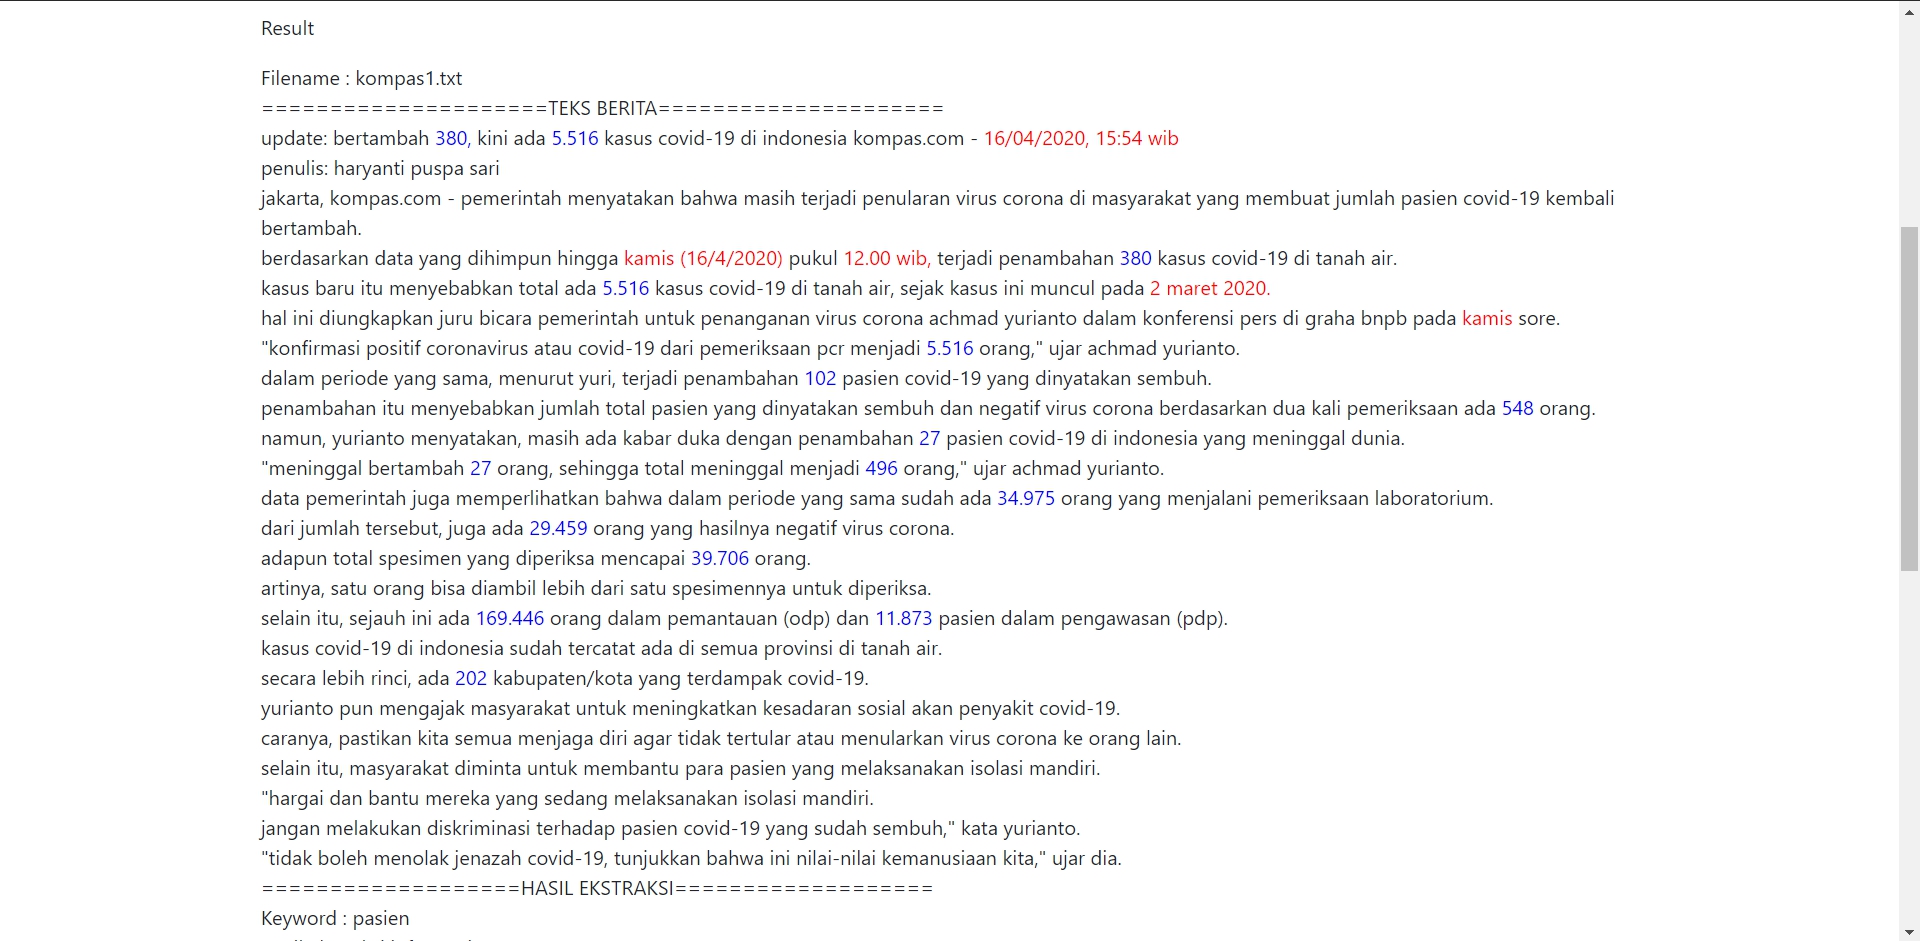 Result
Filename : kompas1.txt
=====================TEKS BERITA=====================
update: bertambah 380, kini ada 5.516 kasus covid-19 di indonesia kompas.com - 16/04/2020, 15:54 wib
penulis: haryanti puspa sari
jakarta, kompas.com - pemerintah menyatakan bahwa masih terjadi penularan virus corona di masyarakat yang membuat jumlah pasien covid-19 kembali
bertambah.
berdasarkan data yang dihimpun hingga kamis (16/4/2020) pukul 12.00 wib, terjadi penambahan 380 kasus covid-19 di tanah air.
kasus baru itu menyebabkan total ada 5.516 kasus covid-19 di tanah air, sejak kasus ini muncul pada 2 maret 2020.
hal ini diungkapkan juru bicara pemerintah untuk penanganan virus corona achmad yurianto dalam konferensi pers di graha bnpb pada kamis sore.
"konfirmasi positif coronavirus atau covid-19 dari pemeriksaan pcr menjadi 5.516 orang," ujar achmad yurianto.
dalam periode yang sama, menurut yuri, terjadi penambahan 102 pasien covid-19 yang dinyatakan sembuh.
penambahan itu menyebabkan jumlah total pasien yang dinyatakan sembuh dan negatif virus corona berdasarkan dua kali pemeriksaan ada 548 orang.
namun, yurianto menyatakan, masih ada kabar duka dengan penambahan 27 pasien covid-19 di indonesia yang meninggal dunia.
"meninggal bertambah 27 orang, sehingga total meninggal menjadi 496 orang," ujar achmad yurianto.
data pemerintah juga memperlihatkan bahwa dalam periode yang sama sudah ada 34.975 orang yang menjalani pemeriksaan laboratorium.
dari jumlah tersebut, juga ada 29.459 orang yang hasilnya negatif virus corona.
adapun total spesimen yang diperiksa mencapai 39.706 orang.
artinya, satu orang bisa diambil lebih dari satu spesimennya untuk diperiksa.
selain itu, sejauh ini ada 169.446 orang dalam pemantauan (odp) dan 11.873 pasien dalam pengawasan (pdp).
kasus covid-19 di indonesia sudah tercatat ada di semua provinsi di tanah air.
secara lebih rinci, ada 202 kabupaten/kota yang terdampak covid-19.
yurianto pun mengajak masyarakat untuk meningkatkan kesadaran sosial akan penyakit covid-19.
caranya, pastikan kita semua menjaga diri agar tidak tertular atau menularkan virus corona ke orang lain.
selain itu, masyarakat diminta untuk membantu para pasien yang melaksanakan isolasi mandiri.
"hargai dan bantu mereka yang sedang melaksanakan isolasi mandiri.
jangan melakukan diskriminasi terhadap pasien covid-19 yang sudah sembuh," kata yurianto.
"tidak boleh menolak jenazah covid-19, tunjukkan bahwa ini nilai-nilai kemanusiaan kita," ujar dia.
===================HASIL EKSTRAKSI===================
Keyword : pasien